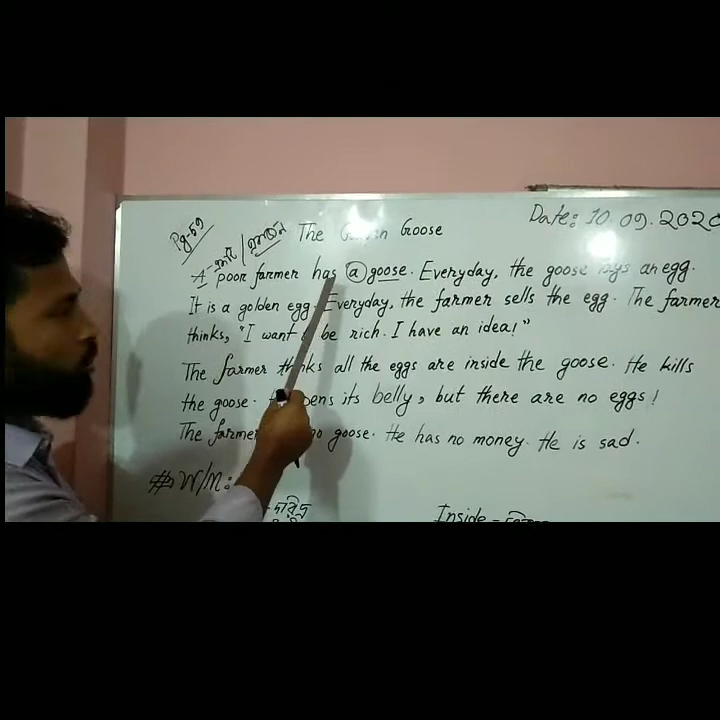 Pg-59
The Golden Goose
Date: 10.09.2020
একটি / একজন
A poor farmer has a goose. Everyday, the goose lays an egg.
It is a golden egg. Everyday, the farmer sells the egg. The farmer
thinks, "I want be rich. I have an idea!"
The farmer thinks all the eggs are inside the goose. He kills
the goose. opens its belly, but there are no eggs!
The farmer no goose. He has no money. He is sad.
# W/M:
- দরিদ্র
Inside -